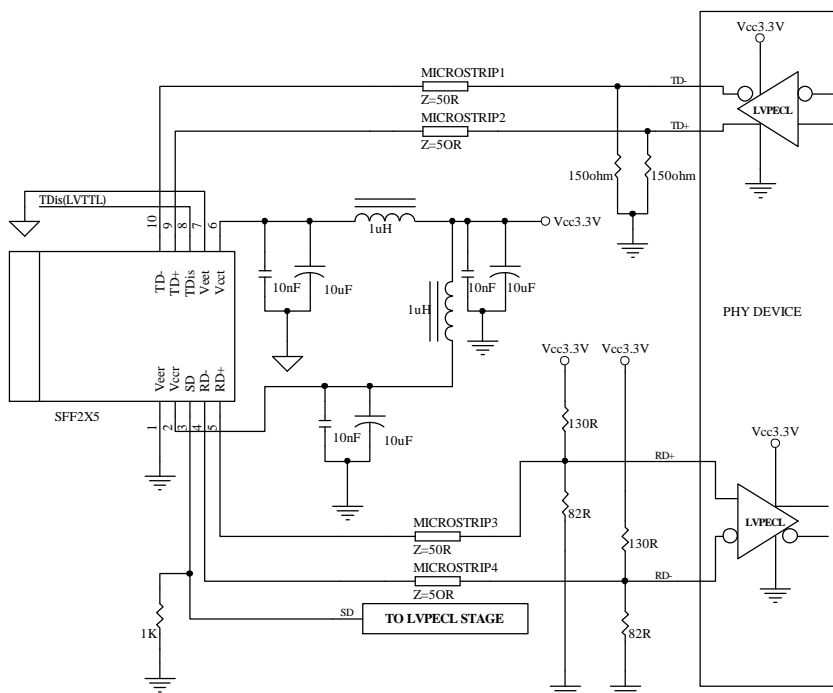 Vcc3.3V
MICROSTRIP1
TD-
Z=50R
LVPECL
MICROSTRIP2
TD+
Z=5OR
150ohm
150ohm
TDis(LVTTL)
10
9
8
7
6
1uH
Vcc3.3V
TD-
TD+
TDis
Veet
Vcct
10nF
10uF
10nF
10uF
1uH
PHY DEVICE
Veer
Vccr
SD
RD-
RD+
SFF2X5
1
2
3
4
5
10nF
10uF
Vcc3.3V
Vcc3.3V
130R
Vcc3.3V
RD+
82R
LVPECL
MICROSTRIP3
Z=50R
130R
MICROSTRIP4
Z=5OR
RD-
1K
SD
TO LVPECL STAGE
82R